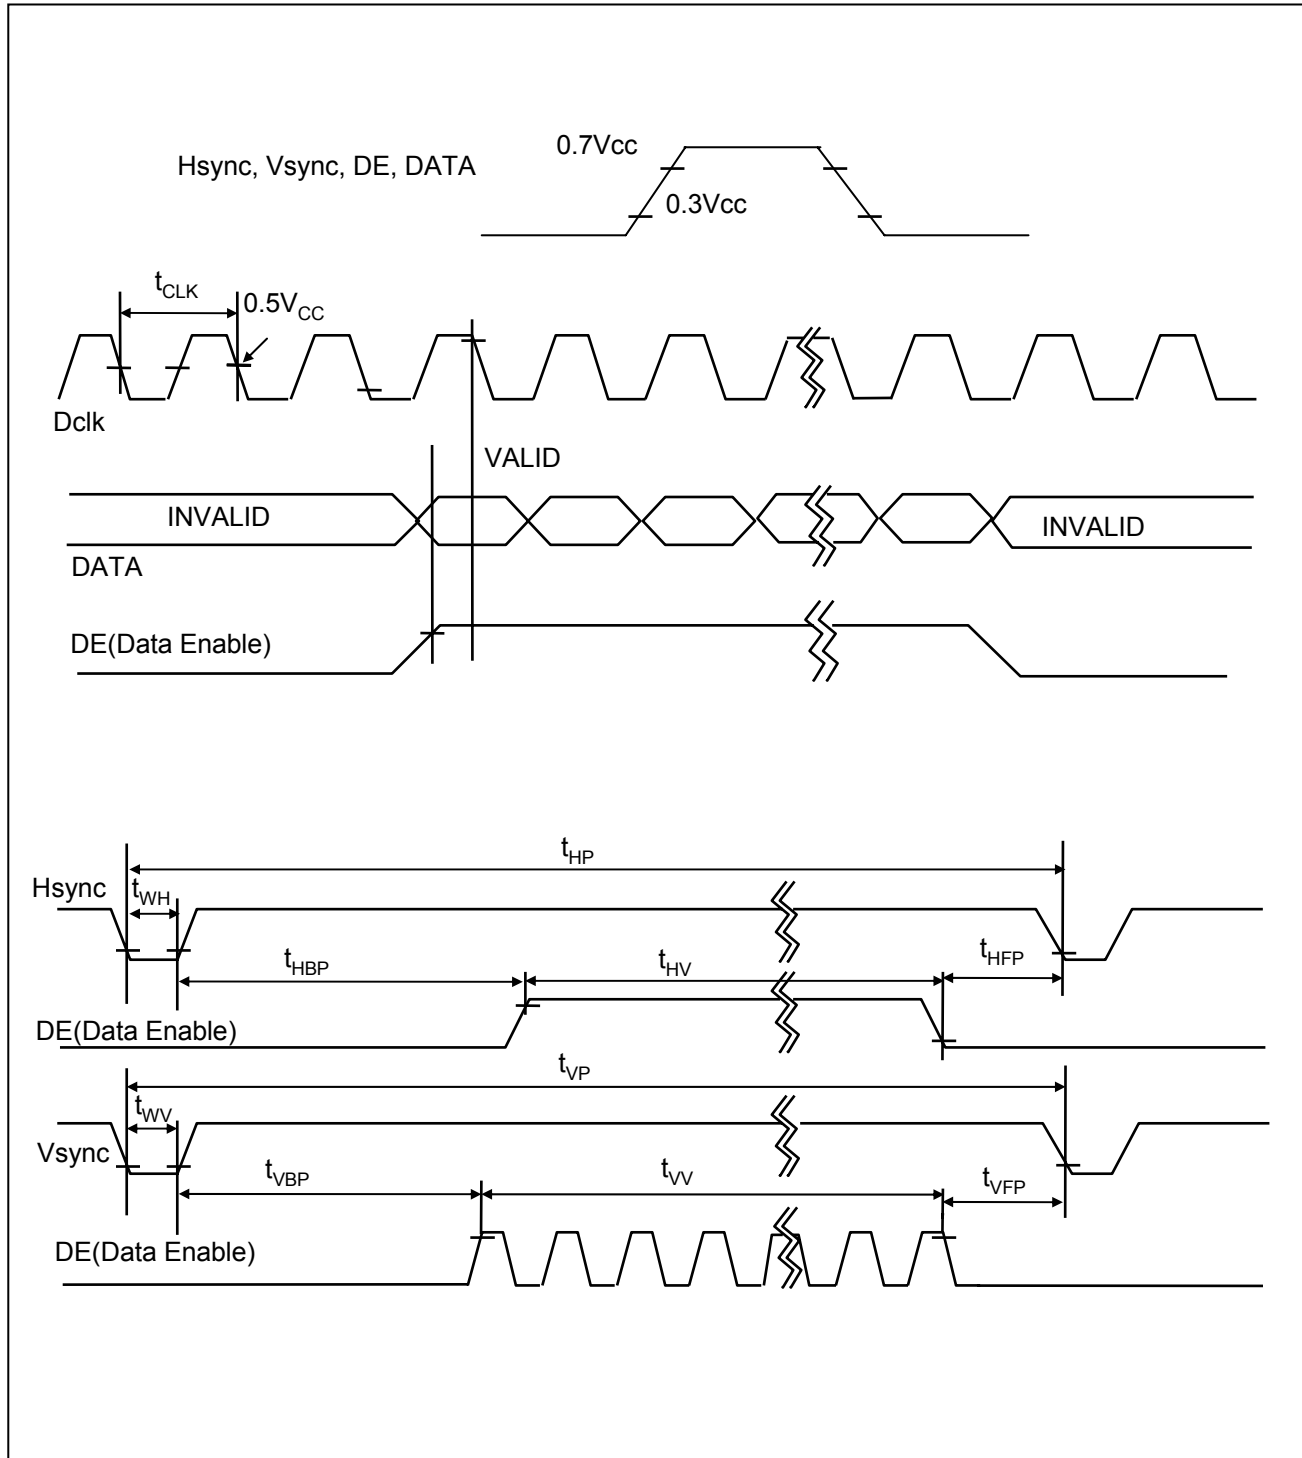 0.7Vcc
Hsync, Vsync, DE, DATA
0.3Vcc
tCLK
0.5VCC
Dclk
VALID
INVALID
INVALID
DATA
DE(Data Enable)
tHP
Hsync
tWH
tHBP
tHV
tHFP
DE(Data Enable)
tVP
tWV
Vsync
tVBP
tVV
tVFP
DE(Data Enable)